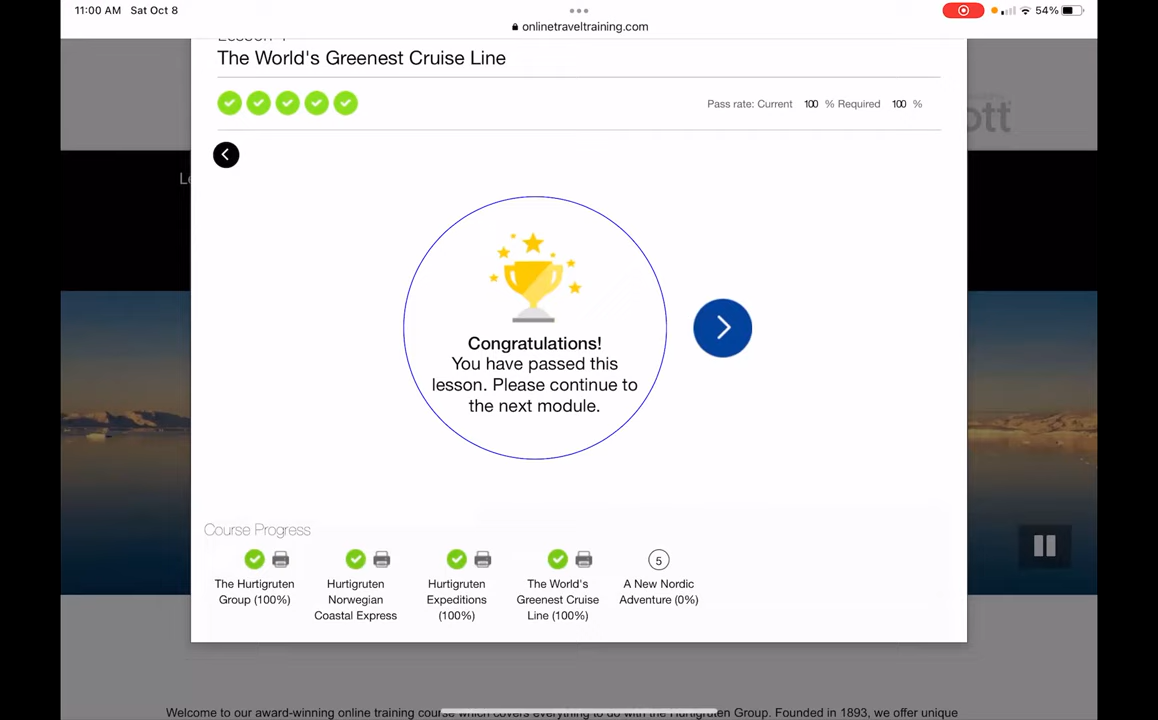 11:00 AM Sat Oct 8
54%
onlinetraveltraining.com
The World's Greenest Cruise Line
Pass rate: Current 100 % Required 100 %
ott
Le
Congratulations!
You have passed this
lesson. Please continue to
the next module.
Course Progress
The Hurtigruten
Group (100%)
Hurtigruten
Norwegian
Coastal Express
Hurtigruten
Expeditions
(100%)
The World's
Greenest Cruise
Line (100%)
5
A New Nordic
Adventure (0%)
Welcome to our award-winning online training course which covers everything to do with the Hurtigruten Group. Founded in 1893, we offer unique